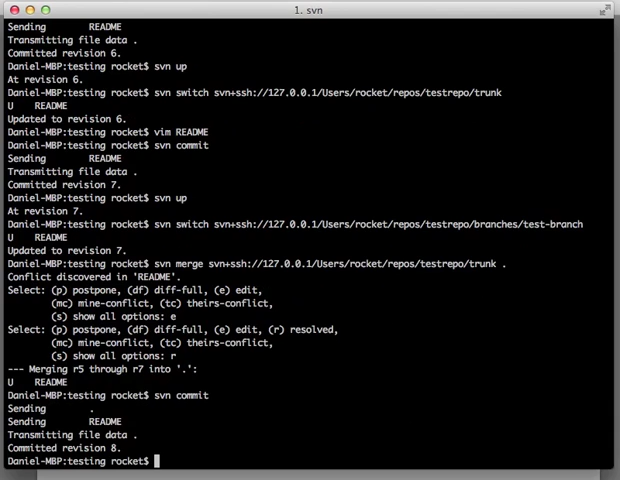 1. svn
Sending        README
Transmitting file data .
Committed revision 6.
Daniel-MBP:testing rocket$ svn up
At revision 6.
Daniel-MBP:testing rocket$ svn switch svn+ssh://127.0.0.1/Users/rocket/repos/testrepo/trunk
U    README
Updated to revision 6.
Daniel-MBP:testing rocket$ vim README
Daniel-MBP:testing rocket$ svn commit
Sending        README
Transmitting file data .
Committed revision 7.
Daniel-MBP:testing rocket$ svn up
At revision 7.
Daniel-MBP:testing rocket$ svn switch svn+ssh://127.0.0.1/Users/rocket/repos/testrepo/branches/test-branch
U    README
Updated to revision 7.
Daniel-MBP:testing rocket$ svn merge svn+ssh://127.0.0.1/Users/rocket/repos/testrepo/trunk .
Conflict discovered in 'README'.
Select: (p) postpone, (df) diff-full, (e) edit,
        (mc) mine-conflict, (tc) theirs-conflict,
        (s) show all options: e
Select: (p) postpone, (df) diff-full, (e) edit, (r) resolved,
        (mc) mine-conflict, (tc) theirs-conflict,
        (s) show all options: r
--- Merging r5 through r7 into '.':
U    README
Daniel-MBP:testing rocket$ svn commit
Sending        .
Sending        README
Transmitting file data .
Committed revision 8.
Daniel-MBP:testing rocket$